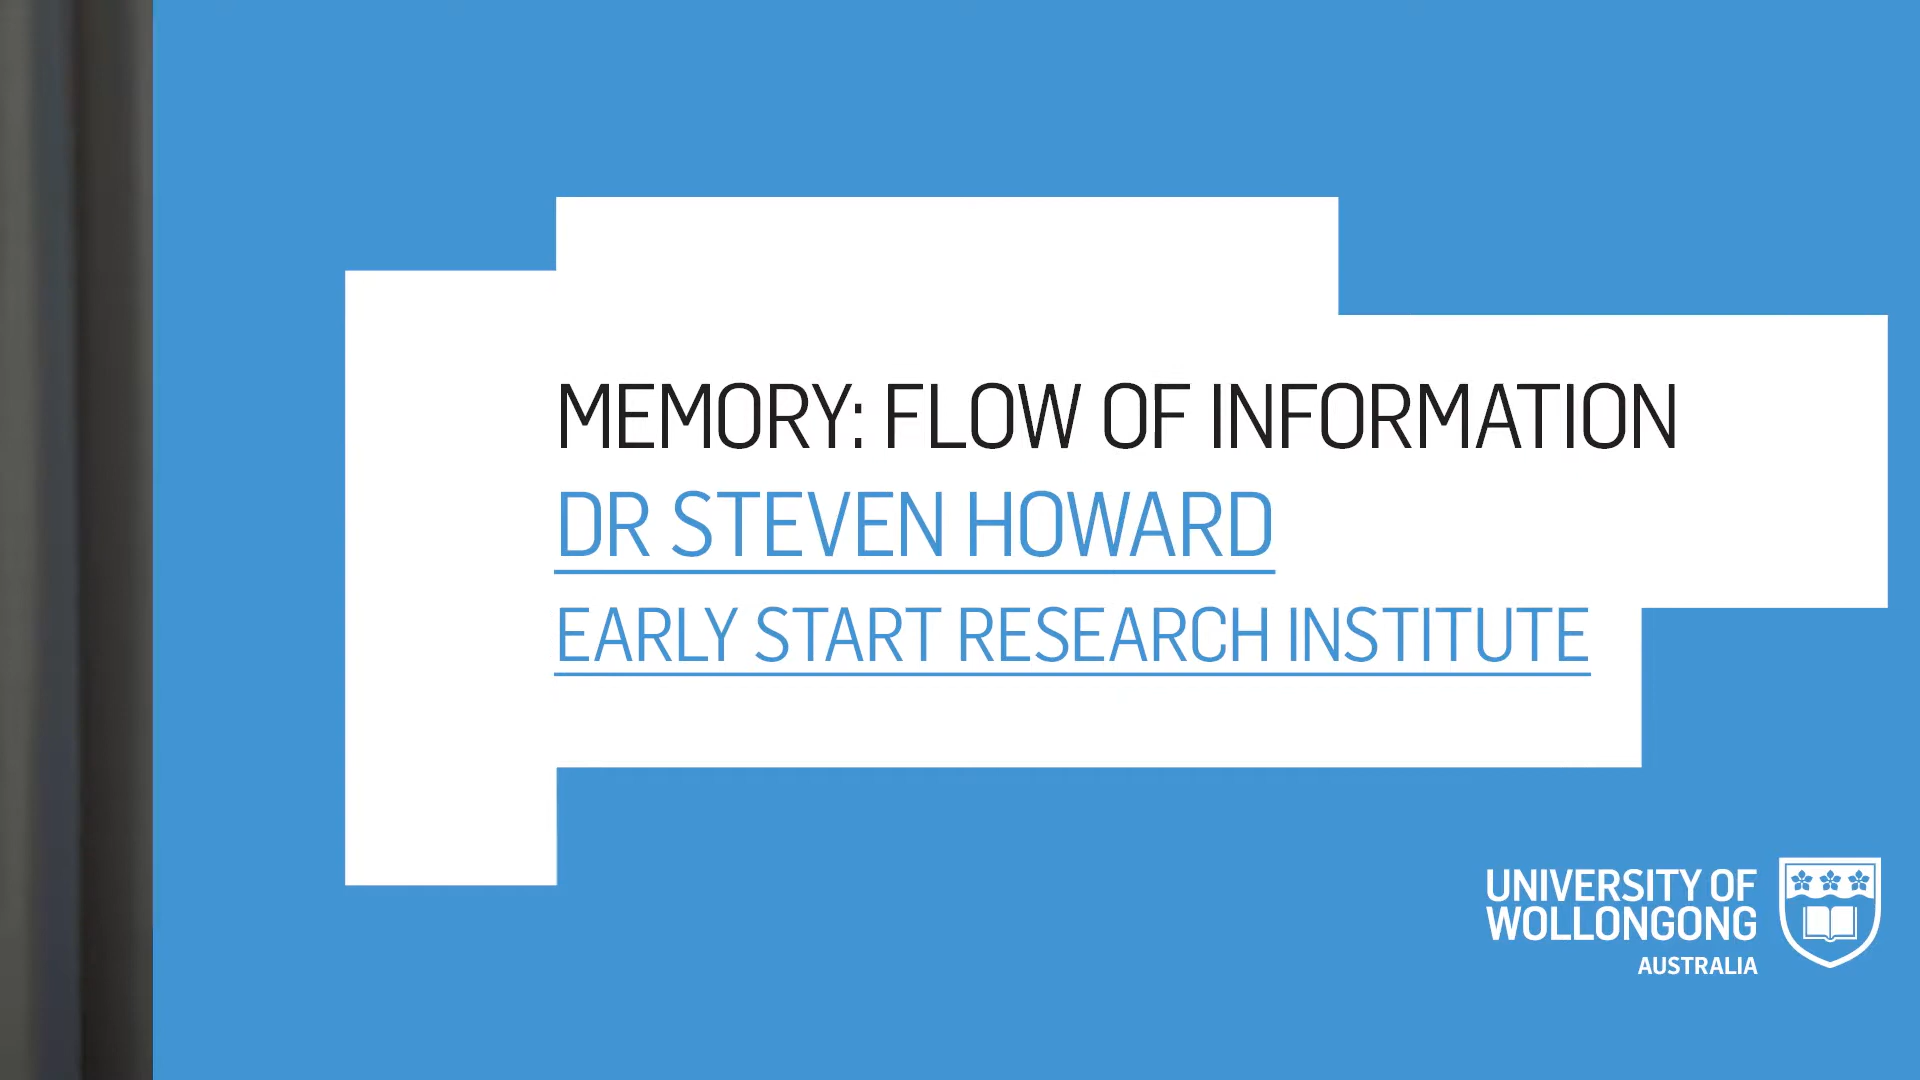 MEMORY: FLOW OF INFORMATION
DR STEVEN HOWARD
EARLY START RESEARCH INSTITUTE
UNIVERSITY OF
WOLLONGONG
AUSTRALIA